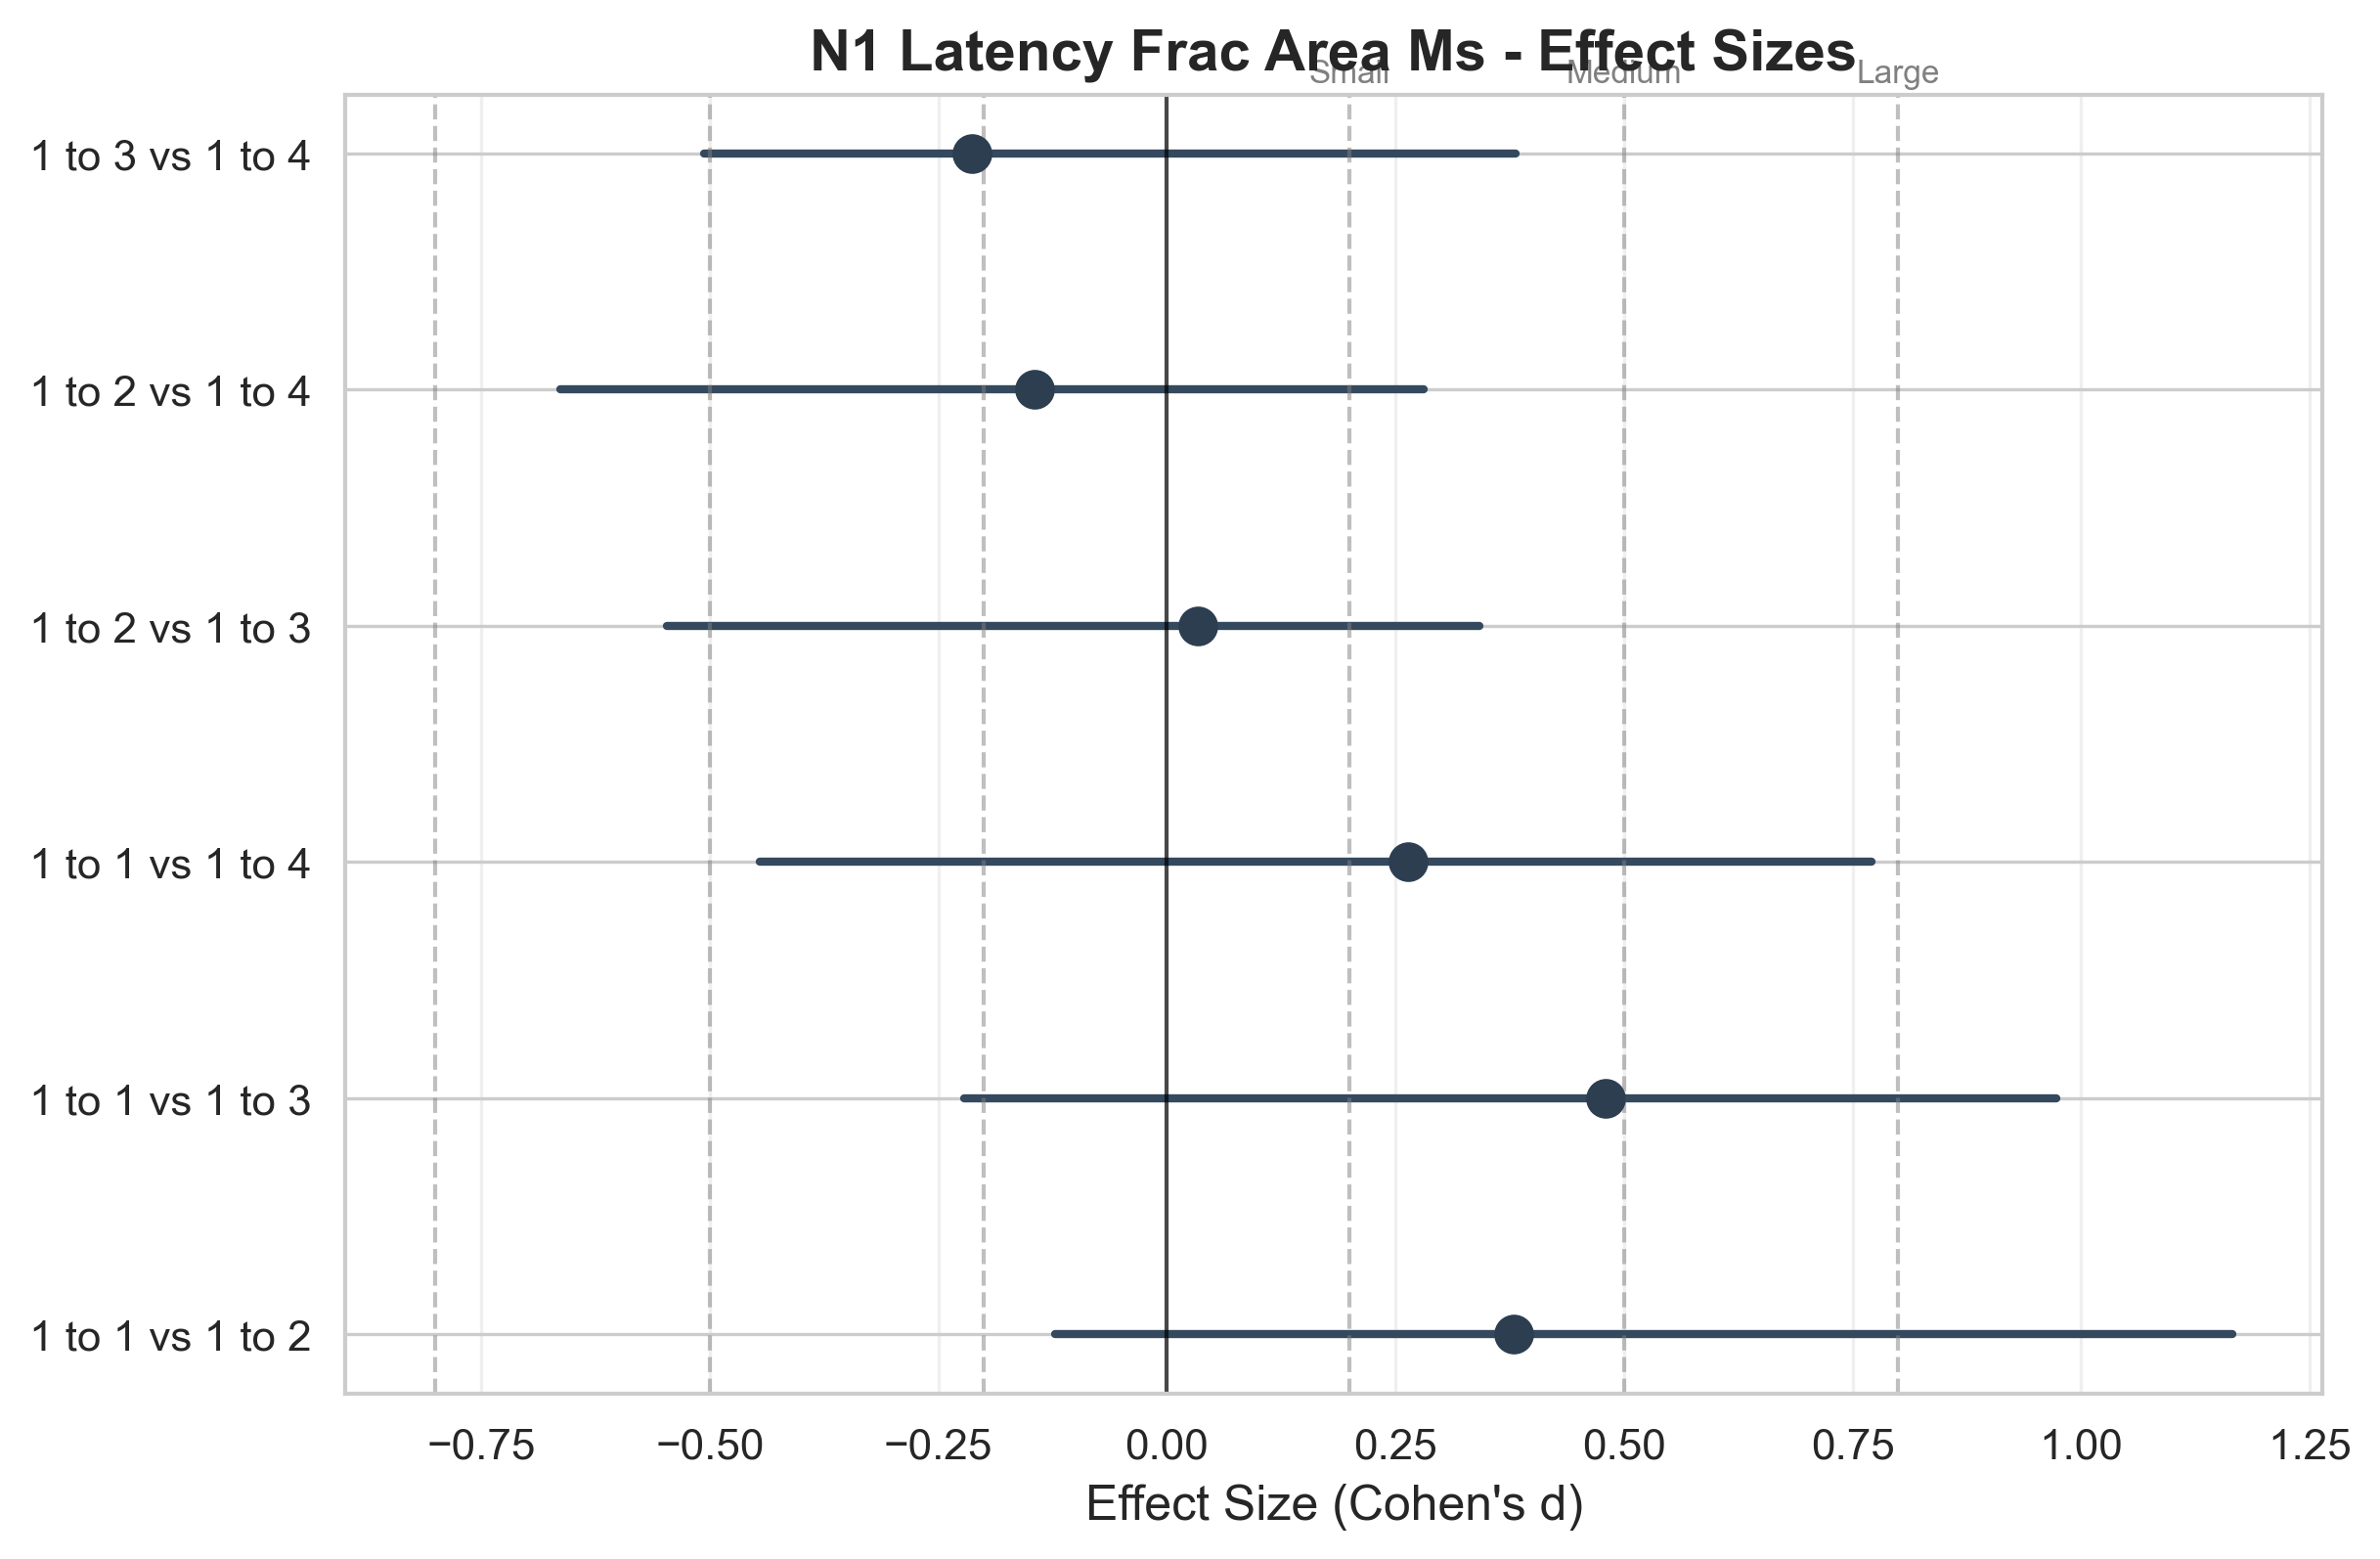 N1 Latency Frac Area Ms - Effect Sizes
Small Medium Large
1 to 3 vs 1 to 4
1 to 2 vs 1 to 4
1 to 2 vs 1 to 3
1 to 1 vs 1 to 4
1 to 1 vs 1 to 3
1 to 1 vs 1 to 2
−0.75 −0.50 −0.25 0.00 0.25 0.50 0.75 1.00 1.25
Effect Size (Cohen's d)